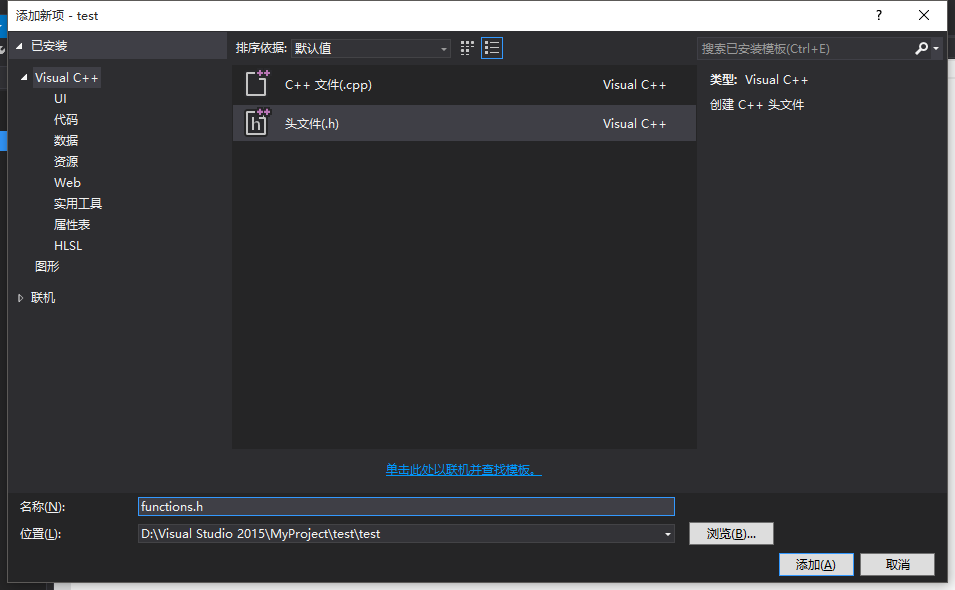 添加新项 - test
?
已安装
排序依据: 默认值
搜索已安装模板(Ctrl+E)
Visual C++
UI
代码
数据
资源
Web
实用工具
属性表
HLSL
图形
联机
C++ 文件(.cpp) Visual C++
头文件(.h) Visual C++
类型: Visual C++
创建 C++ 头文件
单击此处以联机并查找模板。
名称(N): functions.h
位置(L): D:\Visual Studio 2015\MyProject\test\test
浏览(B)...
添加(A) 取消